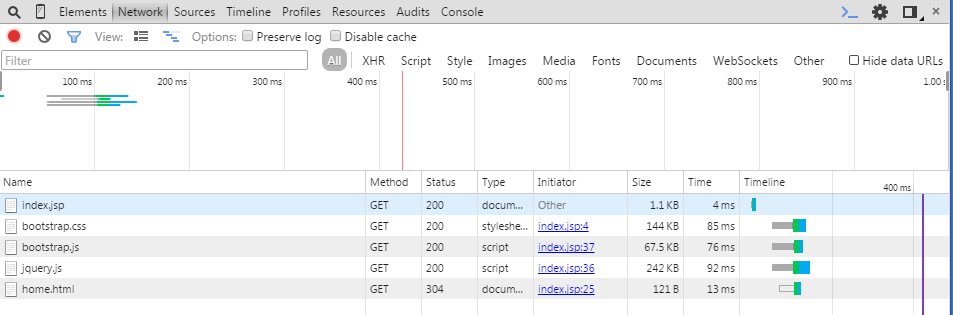 Elements Network Sources Timeline Profiles Resources Audits Console
View: Options: Preserve log Disable cache
Filter All XHR Script Style Images Media Fonts Documents WebSockets Other Hide data URLs
100 ms 200 ms 300 ms 400 ms 500 ms 600 ms 700 ms 800 ms 900 ms 1.00 s
Name Method Status Type Initiator Size Time Timeline 400 ms
index.jsp GET 200 docum... Other 1.1 KB 4 ms
bootstrap.css GET 200 styleshe... index.jsp:4 144 KB 85 ms
bootstrap.js GET 200 script index.jsp:37 67.5 KB 76 ms
jquery.js GET 200 script index.jsp:36 242 KB 92 ms
home.html GET 304 docum... index.jsp:25 121 B 13 ms